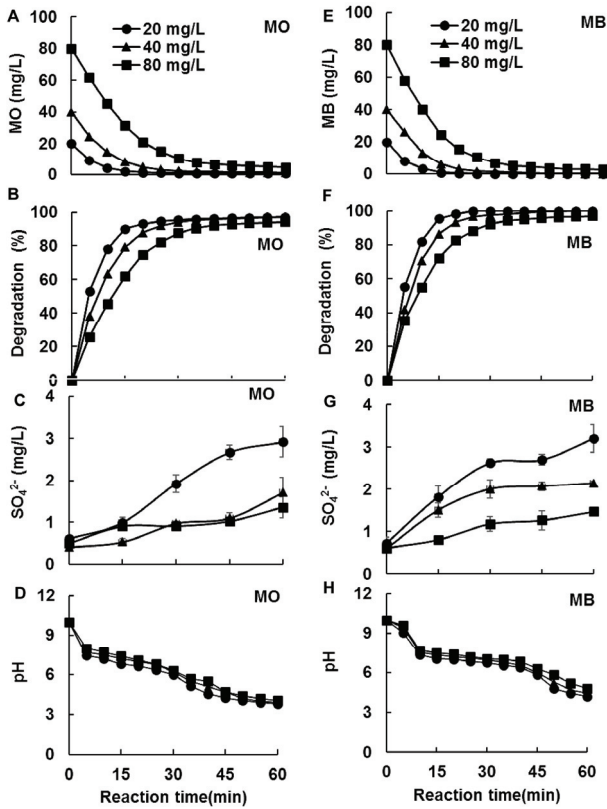 A
MO
20 mg/L
40 mg/L
80 mg/L
MO (mg/L)
100
80
60
40
20
0
B
MO
Degradation (%)
100
80
60
40
20
0
C
MO
SO₄²⁻ (mg/L)
4
3
2
1
0
D
MO
pH
12
9
6
3
0
0 15 30 45 60
Reaction time(min)
E
MB
20 mg/L
40 mg/L
80 mg/L
MB (mg/L)
100
80
60
40
20
0
F
MB
Degradation (%)
100
80
60
40
20
0
G
MB
SO₄²⁻ (mg/L)
4
3
2
1
0
H
MB
pH
12
9
6
3
0
0 15 30 45 60
Reaction time(min)